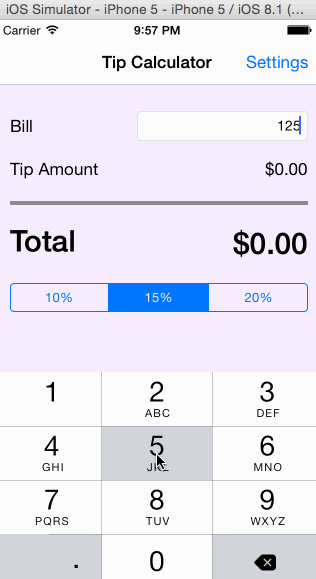 iOS Simulator - iPhone 5 - iPhone 5 / iOS 8.1 (...
Carrier 9:57 PM
Tip Calculator Settings
Bill 125
Tip Amount $0.00
Total $0.00
10% 15% 20%
1 2 3
ABC DEF
4 5 6
GHI JKL MNO
7 8 9
PQRS TUV WXYZ
. 0